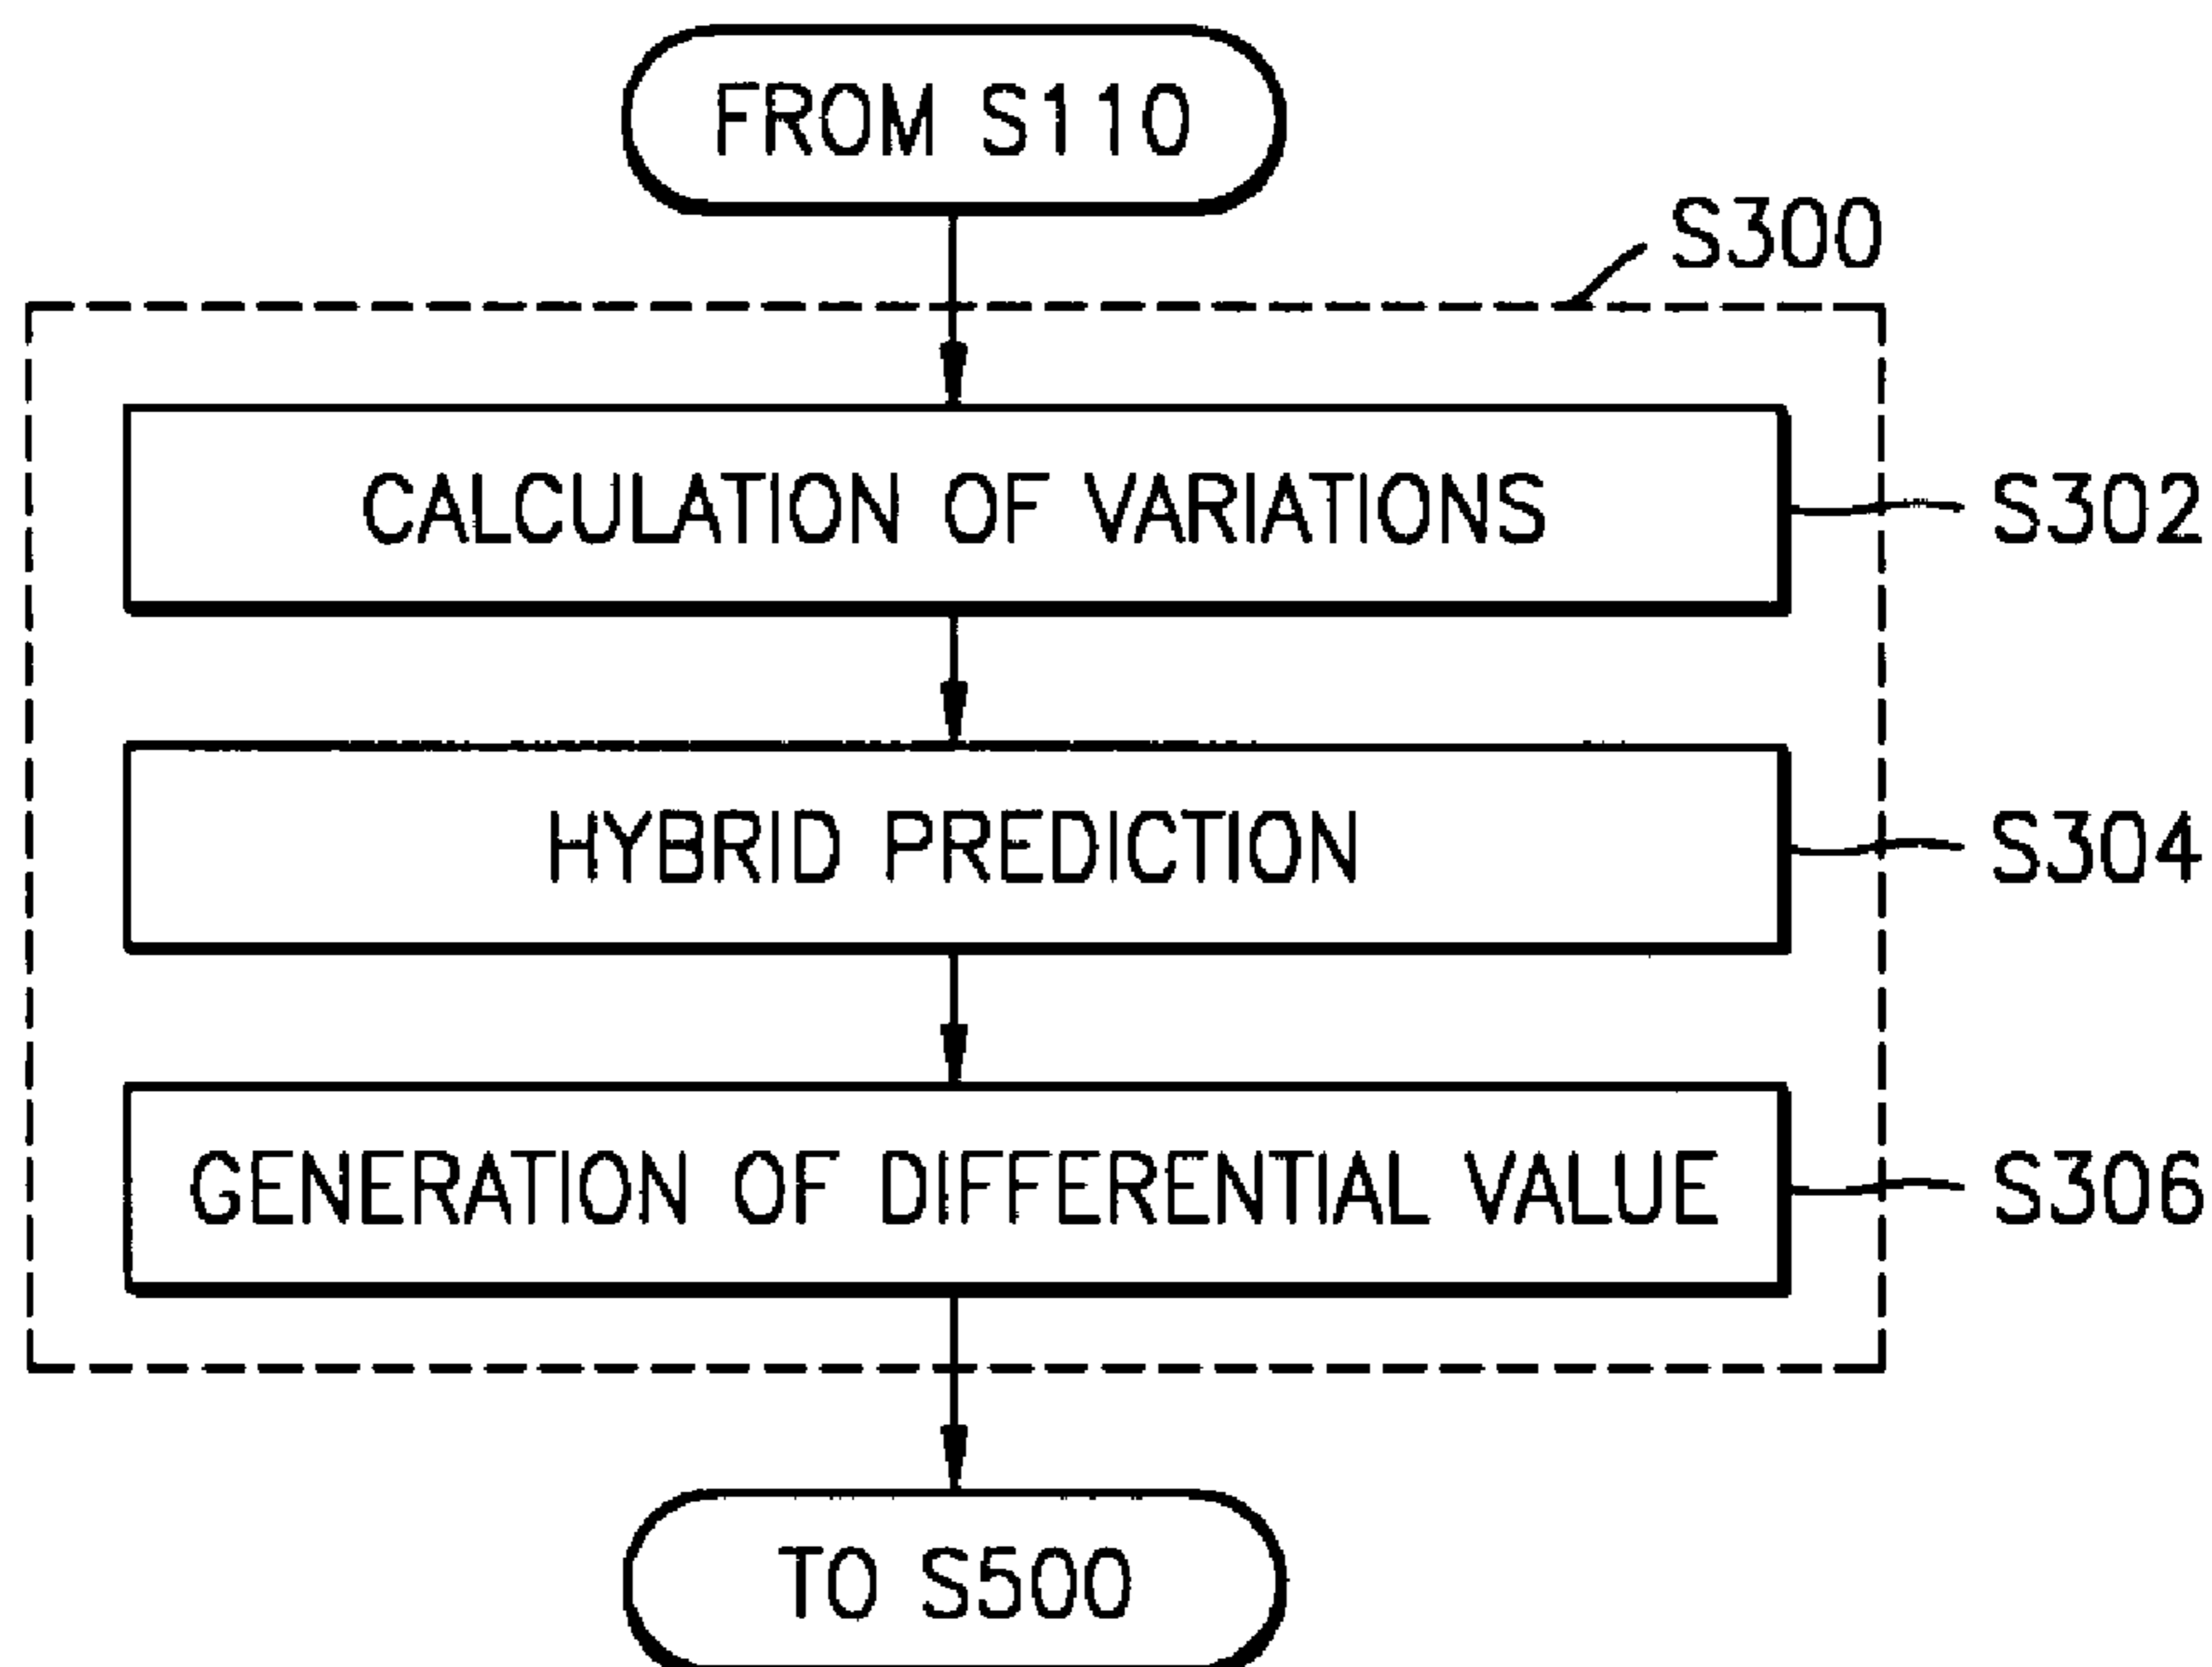 FROM S110
S300
CALCULATION OF VARIATIONS
S302
HYBRID PREDICTION
S304
GENERATION OF DIFFERENTIAL VALUE
S306
TO S500